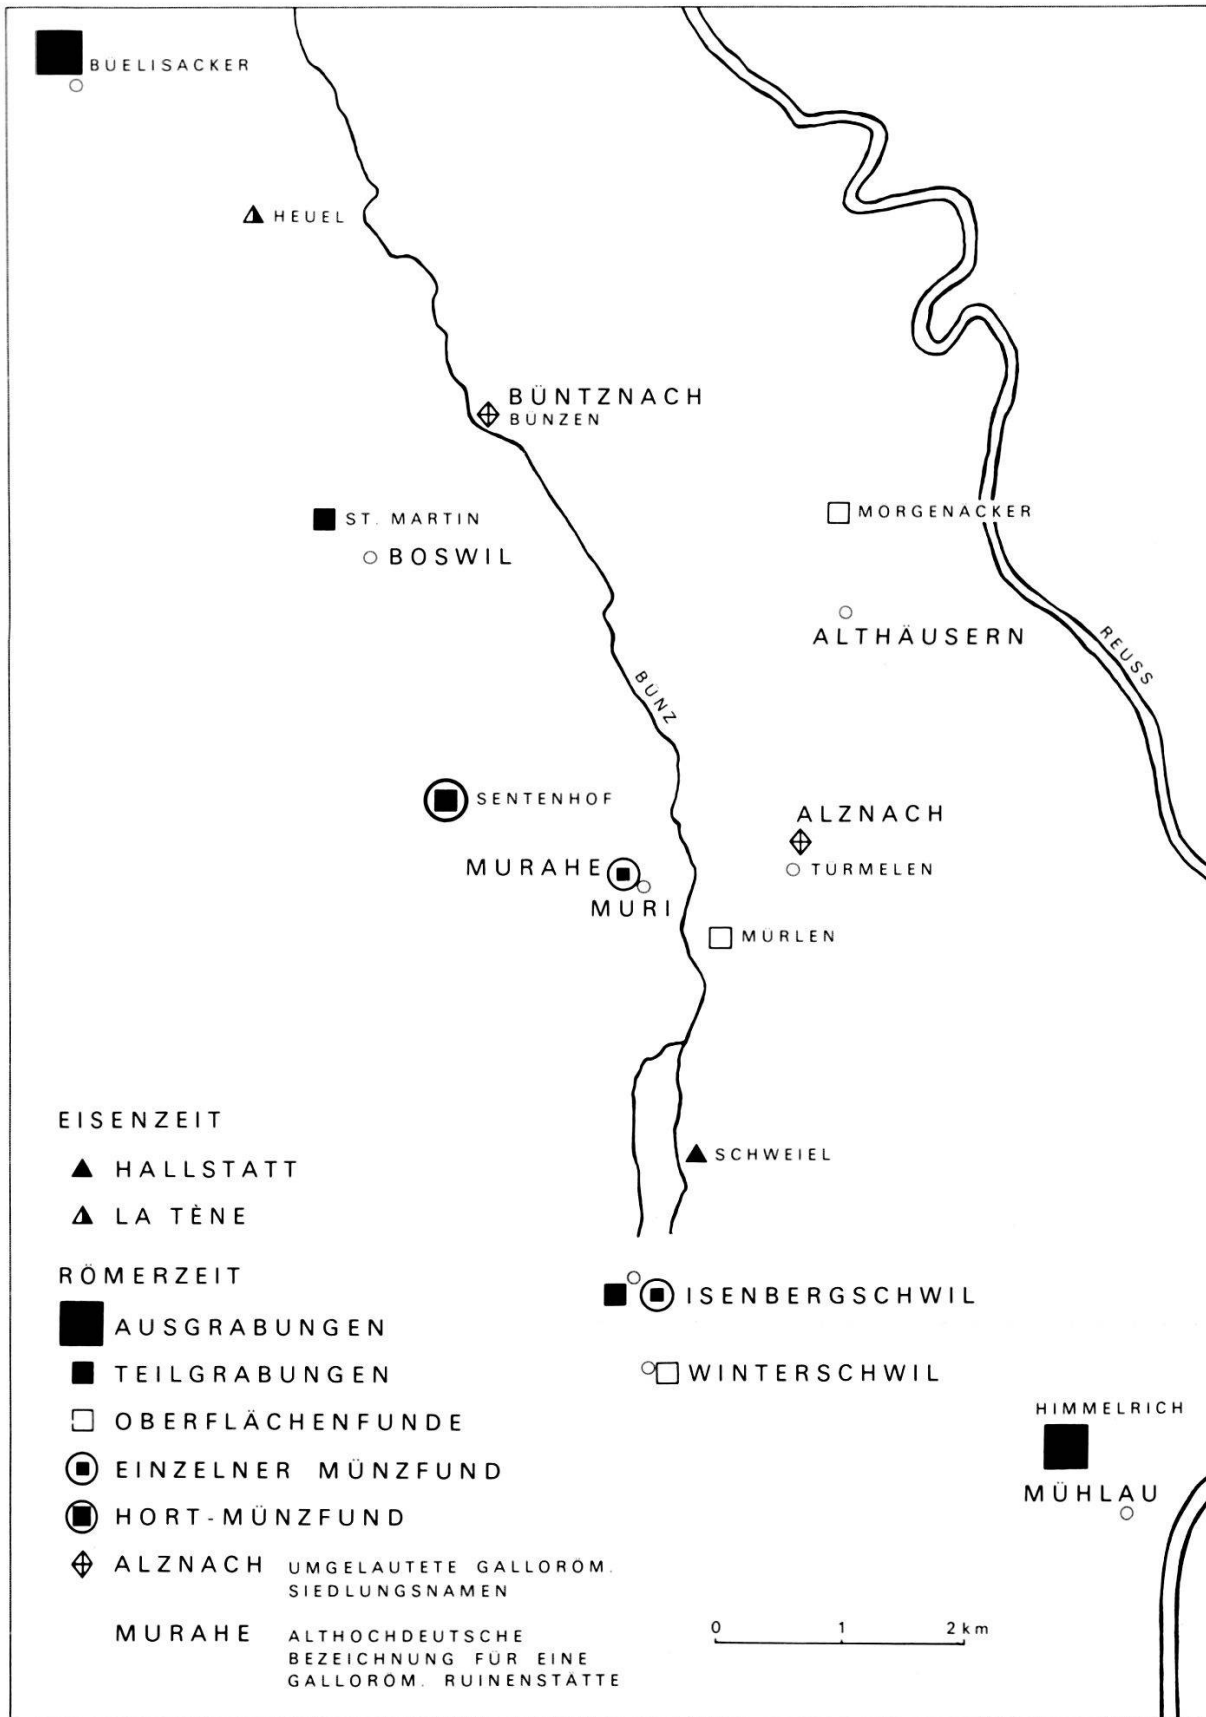 BUELISACKER
HEUEL
BÜNTZNACH
BÜNZEN
ST. MARTIN
BOSWIL
MORGENACKER
ALTHÄUSERN
REUSS
BÜNZ
SENTENHOF
ALZNACH
TÜRMELEN
MURAHE
MURI
MÜRLEN
SCHWEIEL
ISENBERGSCHWIL
WINTERSCHWIL
HIMMELRICH
MÜHLAU
EISENZEIT
HALLSTATT
LA TÈNE
RÖMERZEIT
AUSGRABUNGEN
TEILGRABUNGEN
OBERFLÄCHENFUNDE
EINZELNER MÜNZFUND
HORT-MÜNZFUND
ALZNACH UMGELAUTETE GALLORÖM.
SIEDLUNGSNAMEN
MURAHE ALTHOCHDEUTSCHE
BEZEICHNUNG FÜR EINE
GALLORÖM. RUINENSTÄTTE
0 1 2 km